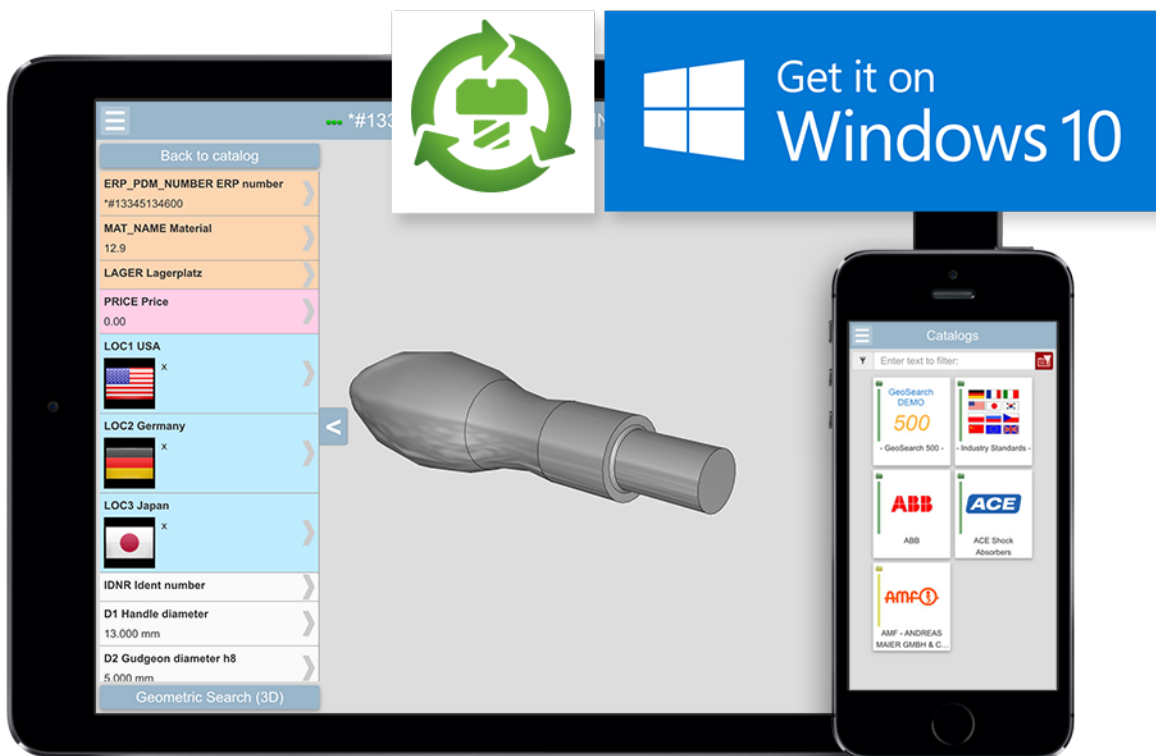 Get it on
Windows 10
*#133
Back to catalog
ERP_PDM_NUMBER ERP number
*#13345134600
MAT_NAME Material
12.9
LAGER Lagerplatz
PRICE Price
0.00
LOC1 USA
x
LOC2 Germany
x
LOC3 Japan
x
IDNR Ident number
D1 Handle diameter
13.000 mm
D2 Gudgeon diameter h8
5.000 mm
Geometric Search (3D)
<
Catalogs
Enter text to filter:
GeoSearch
DEMO
500
- GeoSearch 500 -
- Industry Standards -
ABB
ABB
ACE
ACE Shock
Absorbers
AMF
AMF - ANDREAS
MAIER GMBH & C...